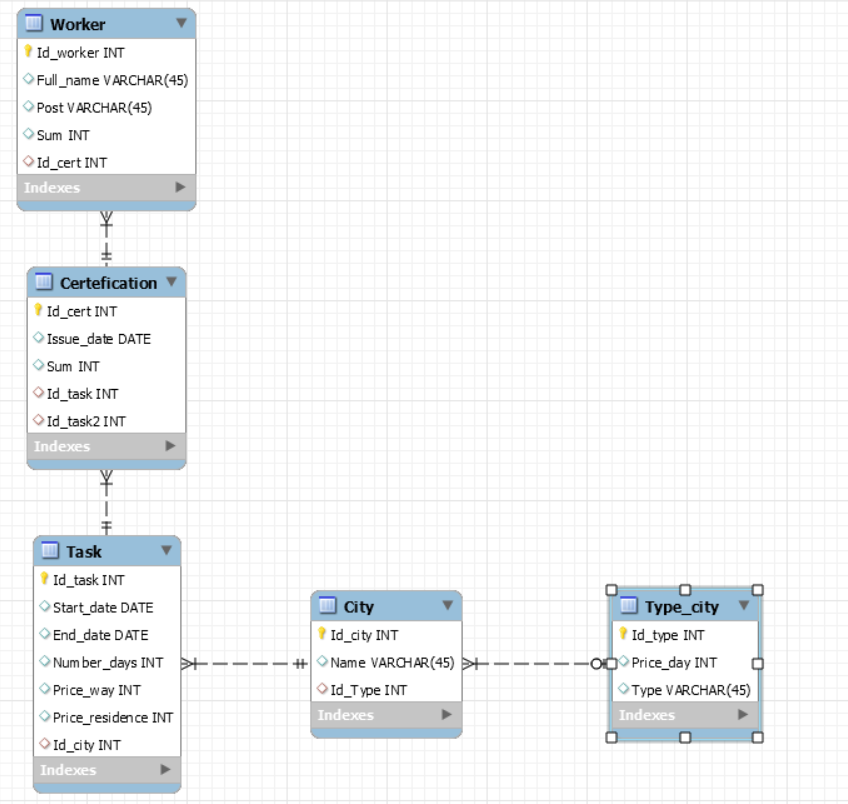 Worker
Id_worker INT
Full_name VARCHAR(45)
Post VARCHAR(45)
Sum INT
Id_cert INT
Indexes
Certefication
Id_cert INT
Issue_date DATE
Sum INT
Id_task INT
Id_task2 INT
Indexes
Task
Id_task INT
Start_date DATE
End_date DATE
Number_days INT
Price_way INT
Price_residence INT
Id_city INT
Indexes
City
Id_city INT
Name VARCHAR(45)
Id_Type INT
Indexes
Type_city
Id_type INT
Price_day INT
Type VARCHAR(45)
Indexes